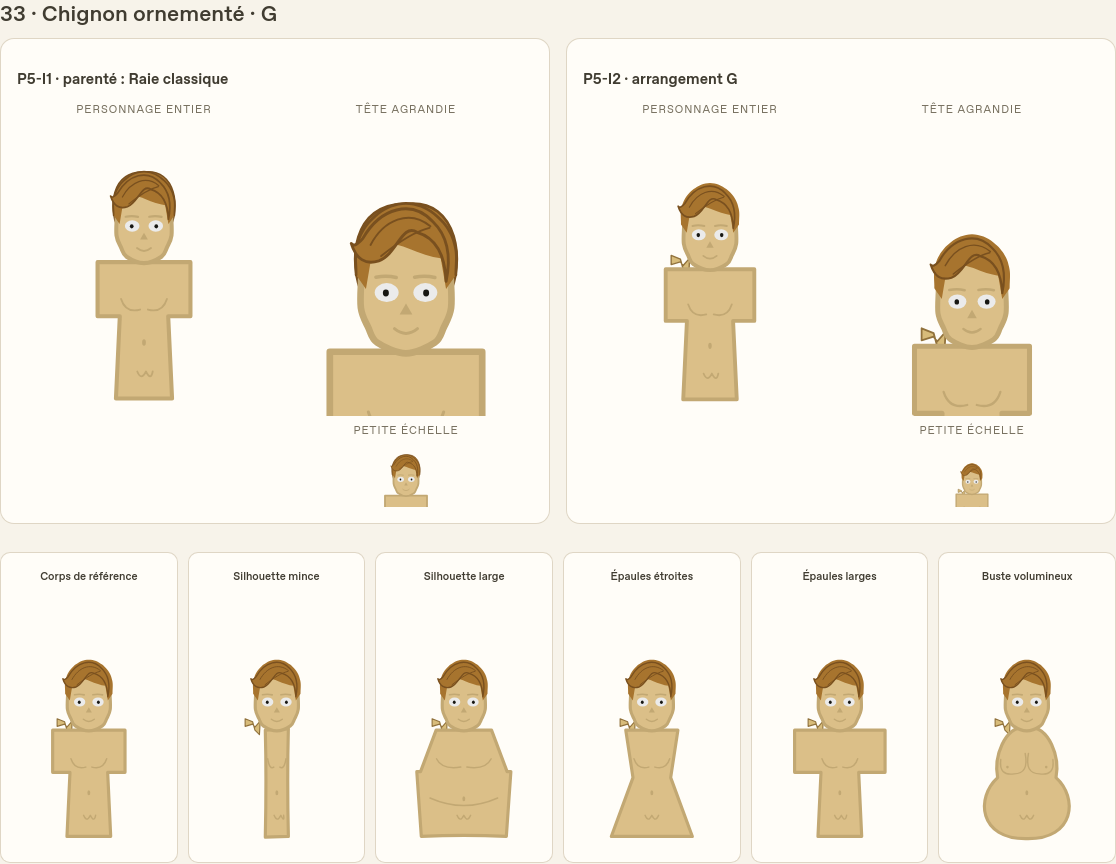 33 · Chignon ornementé · G
P5-I1 · parenté : Raie classique
PERSONNAGE ENTIER
TÊTE AGRANDIE
PETITE ÉCHELLE
P5-I2 · arrangement G
PERSONNAGE ENTIER
TÊTE AGRANDIE
PETITE ÉCHELLE
Corps de référence
Silhouette mince
Silhouette large
Épaules étroites
Épaules larges
Buste volumineux